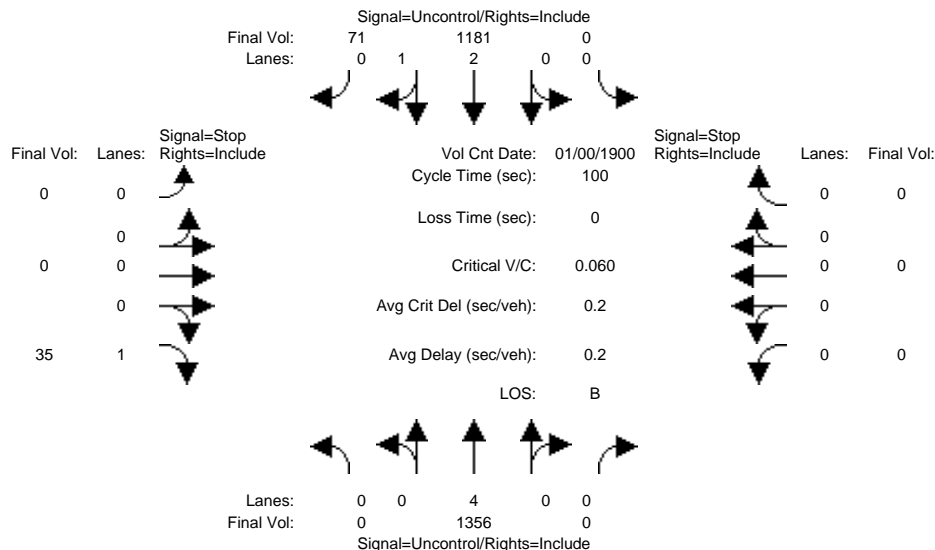 Signal=Uncontrol/Rights=Include
Final Vol: 71 1181 0
Lanes: 0 1 2 0 0
Signal=Stop Signal=Stop
Final Vol: Lanes: Rights=Include Vol Cnt Date: 01/00/1900 Rights=Include Lanes: Final Vol:
Cycle Time (sec): 100
0 0 0 0
Loss Time (sec): 0
0 0
0 0 Critical V/C: 0.060 0 0
0 Avg Crit Del (sec/veh): 0.2 0
35 1 Avg Delay (sec/veh): 0.2 0 0
LOS: B
Lanes: 0 0 4 0 0
Final Vol: 0 1356 0
Signal=Uncontrol/Rights=Include